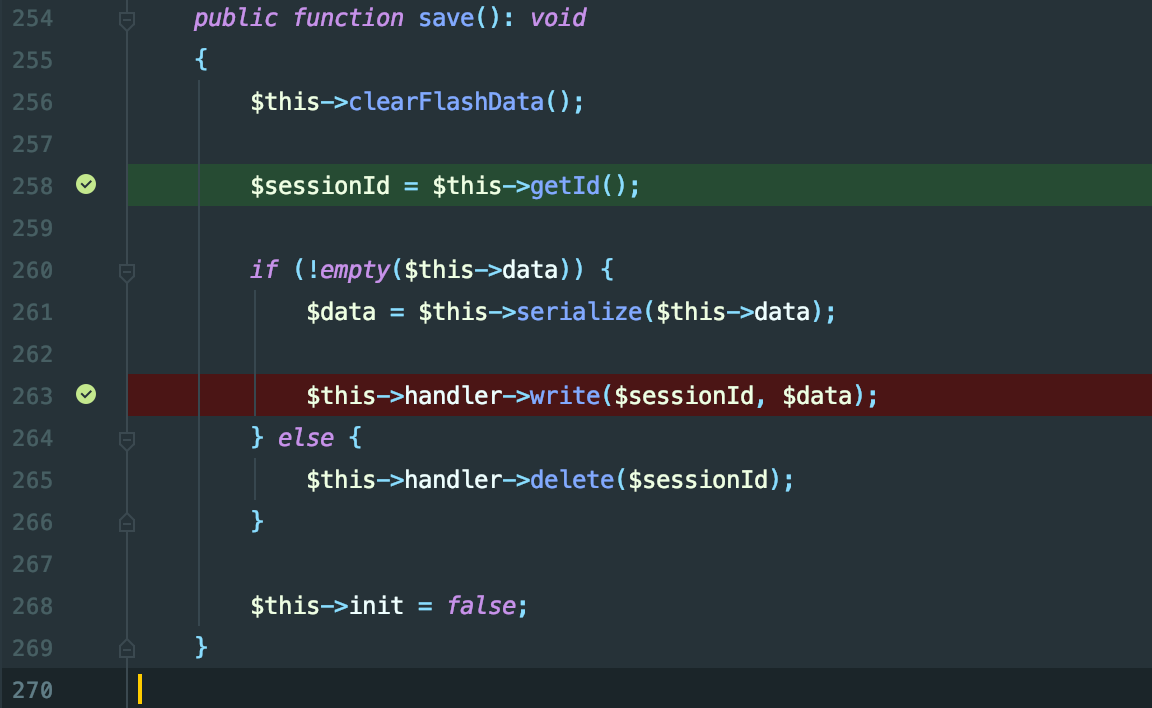 254 public function save(): void
255 {
256 $this->clearFlashData();
257
258 $sessionId = $this->getId();
259
260 if (!empty($this->data)) {
261 $data = $this->serialize($this->data);
262
263 $this->handler->write($sessionId, $data);
264 } else {
265 $this->handler->delete($sessionId);
266 }
267
268 $this->init = false;
269 }
270